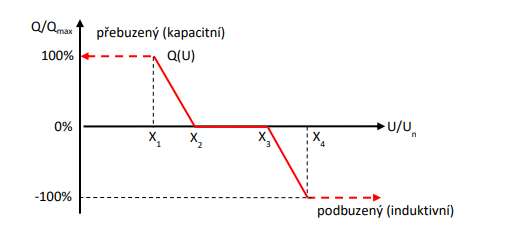 Q/Qmax
přebuzený (kapacitní)
100%
Q(U)
0%
U/Un
X1
X2
X3
X4
-100%
podbuzený (induktivní)